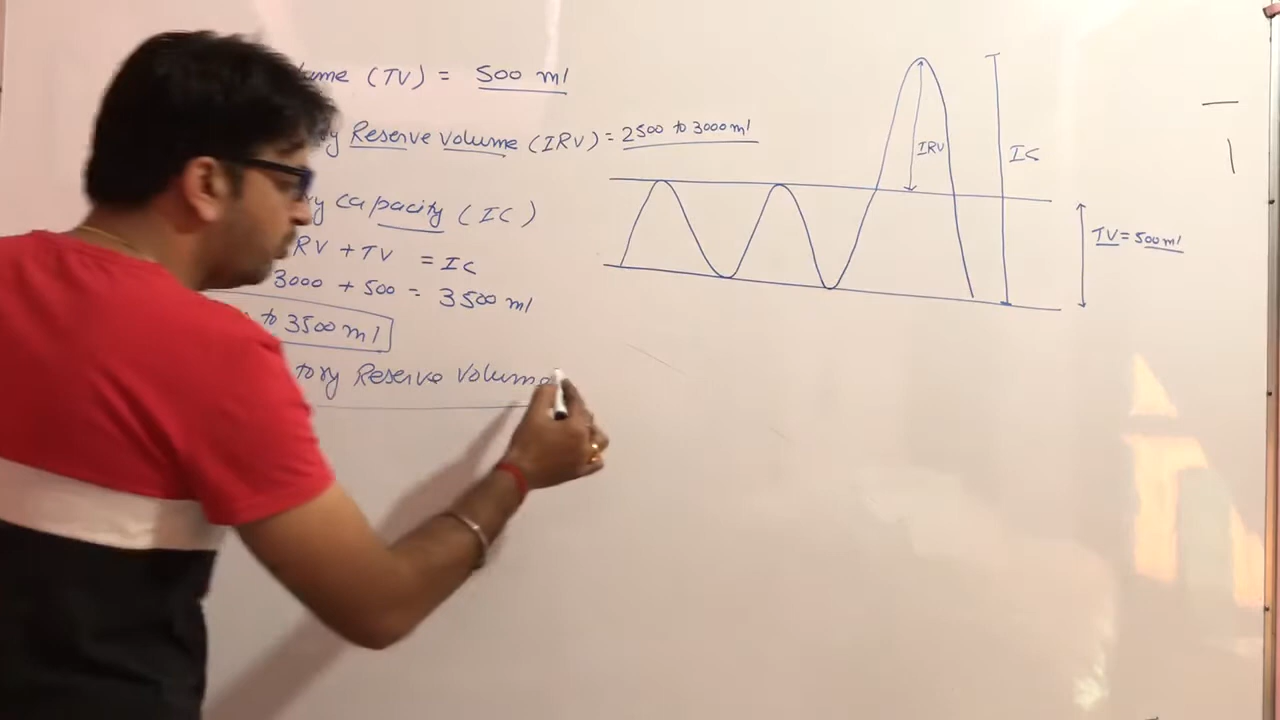 (TV) = 500 ml
Reserve volume (IRV) = 2500 to 3000 ml
capacity (IC)
RV + TV = IC
3000 + 500 = 3500 ml
to 3500 ml
tory Reserve Volume
IRV
IC
TV = 500 ml